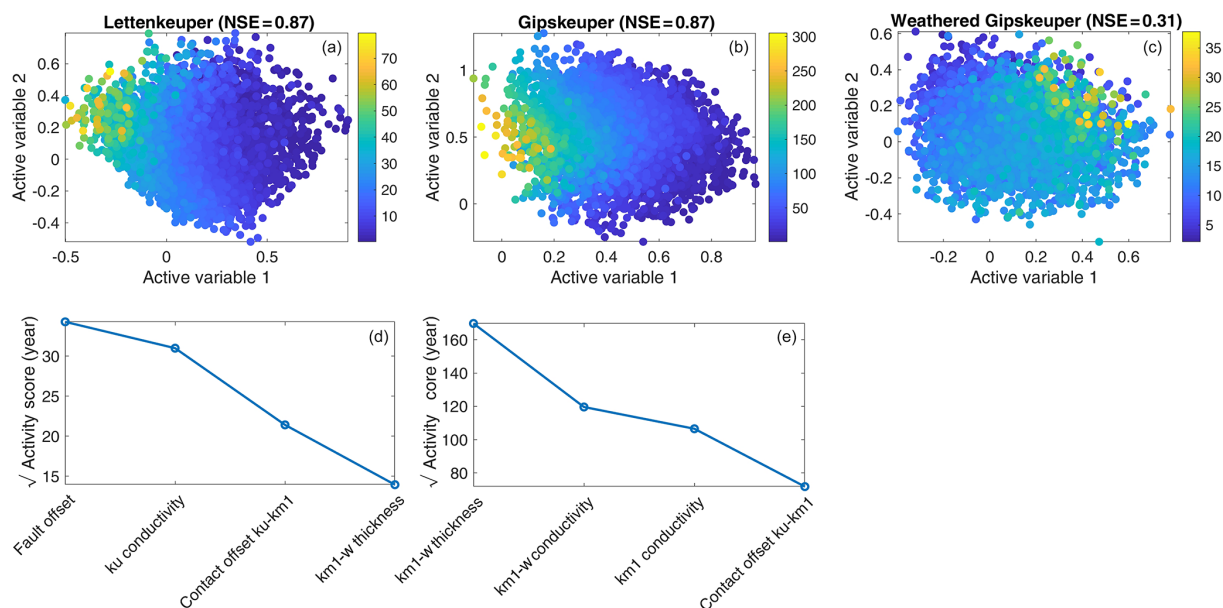 Lettenkeuper (NSE=0.87)
(a)
Active variable 2
0.6
0.4
0.2
0
-0.2
-0.4
-0.5
0
0.5
Active variable 1
70
60
50
40
30
20
10
Gipskeuper (NSE=0.87)
(b)
Active variable 2
1
0.5
0
0
0.2
0.4
0.6
0.8
Active variable 1
300
250
200
150
100
50
Weathered Gipskeuper (NSE=0.31)
(c)
Active variable 2
0.6
0.4
0.2
0
-0.2
-0.4
-0.2
0
0.2
0.4
0.6
Active variable 1
35
30
25
20
15
10
5
(d)
√ Activity score (year)
30
25
20
15
Fault offset
ku conductivity
Contact offset ku-km1
km1-w thickness
(e)
√ Activity core (year)
160
140
120
100
80
km1-w thickness
km1-w conductivity
km1 conductivity
Contact offset ku-km1